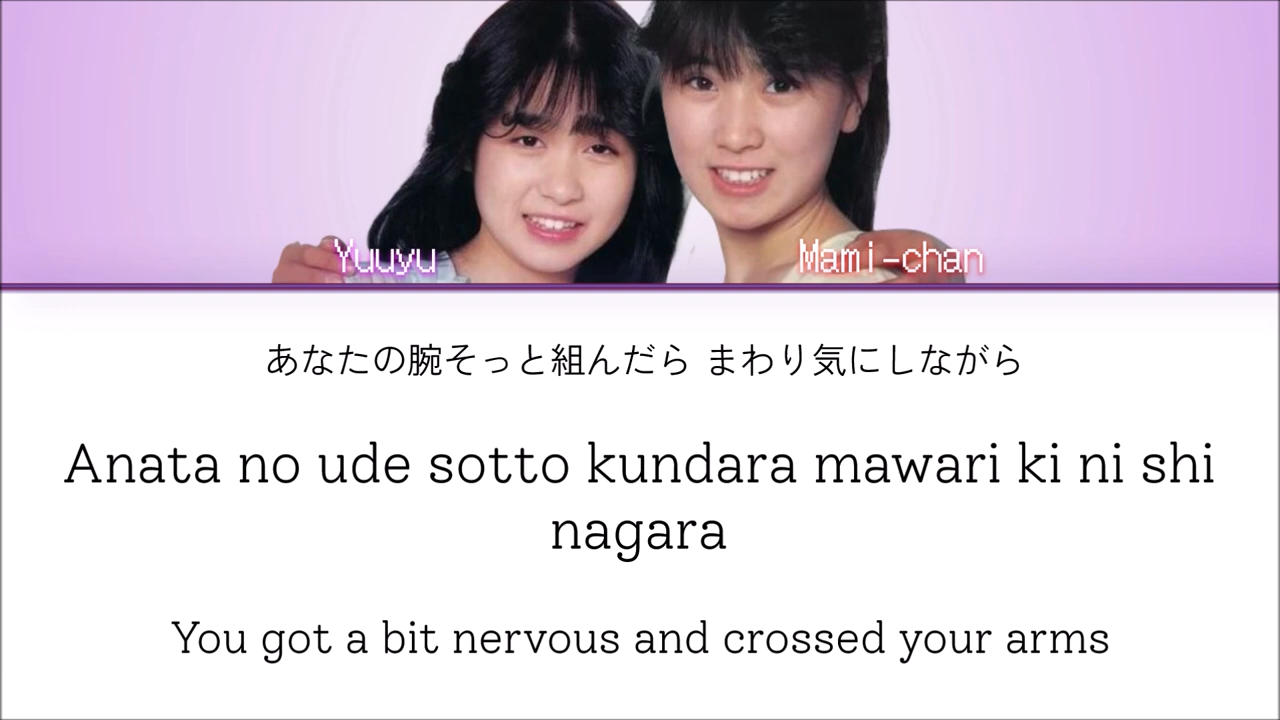 Yuuyu Mami-chan
あなたの腕そっと組んだら まわり気にしながら
Anata no ude sotto kundara mawari ki ni shi
nagara
You got a bit nervous and crossed your arms